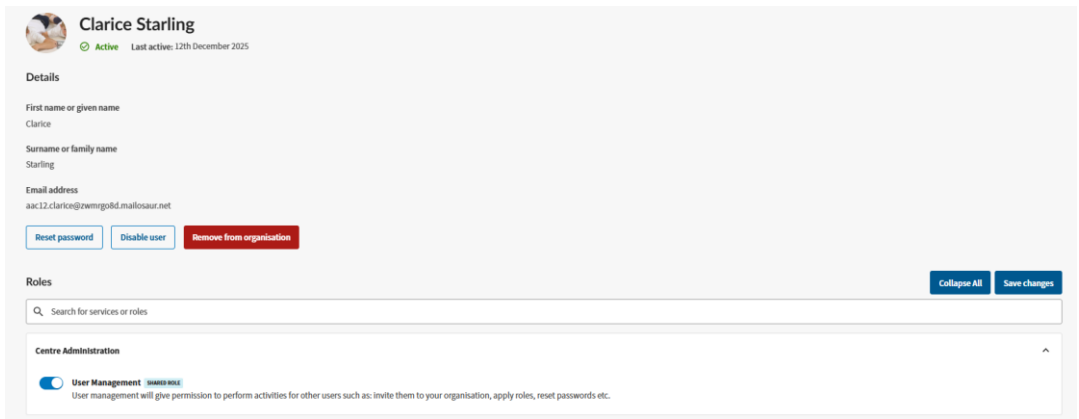 Clarice Starling
Active Last active: 12th December 2025
Details
First name or given name
Clarice
Surname or family name
Starling
Email address
aac12.clarice@zwmrgo8d.mailosaur.net
Reset password Disable user Remove from organisation
Roles Collapse All Save changes
Search for services or roles
Centre Administration
User Management SHARED ROLE
User management will give permission to perform activities for other users such as: invite them to your organisation, apply roles, reset passwords etc.